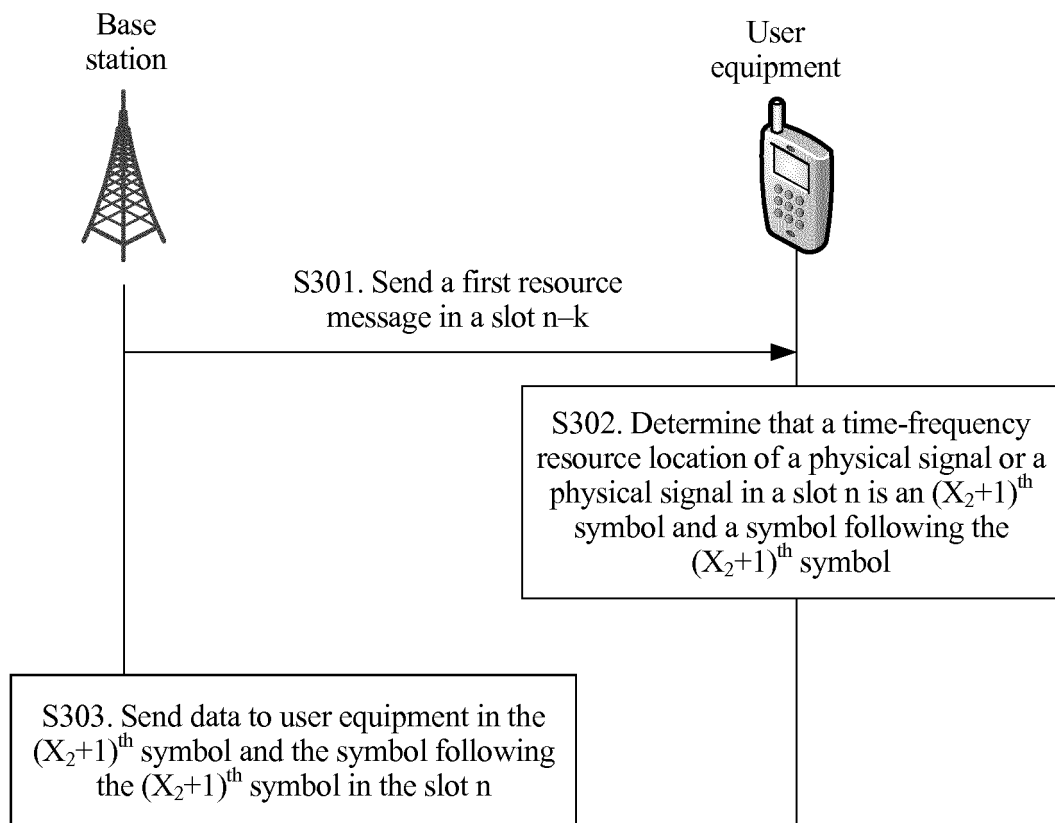 Base
station
User
equipment
S301. Send a first resource
message in a slot n–k
S302. Determine that a time-frequency
resource location of a physical signal or a
physical signal in a slot n is an (X₂+1)ᵗʰ
symbol and a symbol following the
(X₂+1)ᵗʰ symbol
S303. Send data to user equipment in the
(X₂+1)ᵗʰ symbol and the symbol following
the (X₂+1)ᵗʰ symbol in the slot n